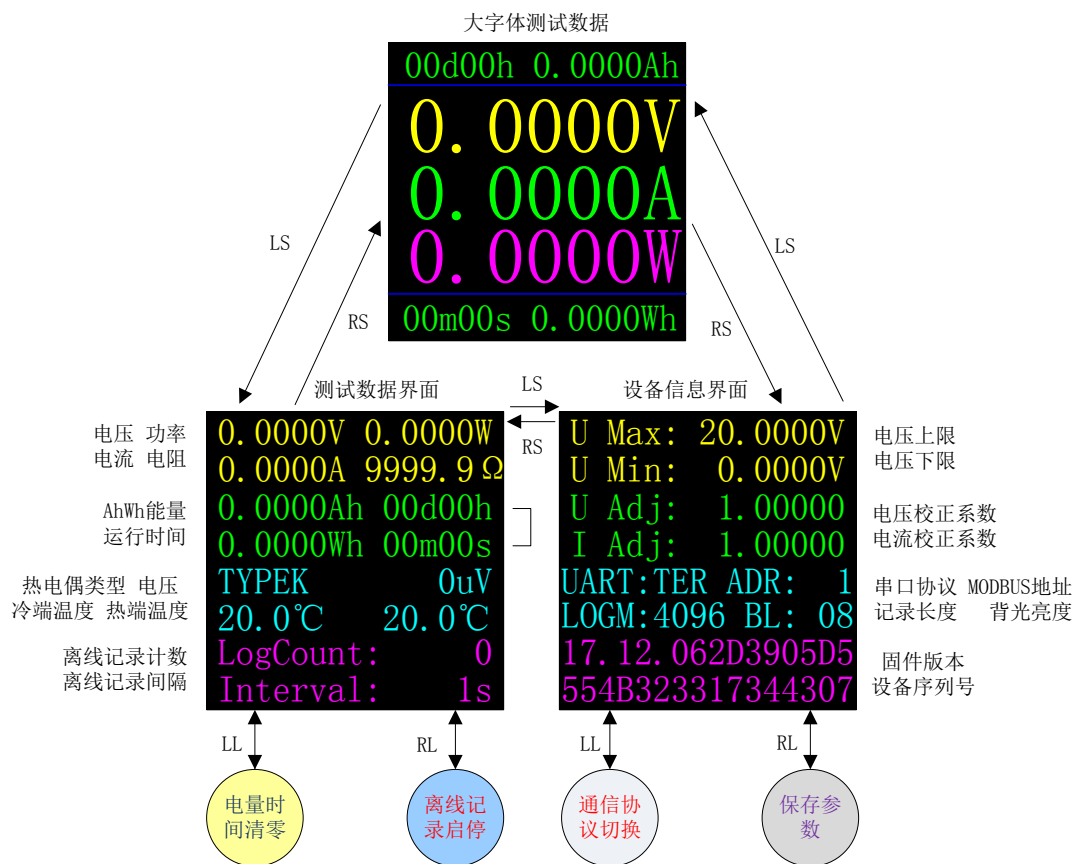 大字体测试数据
00d00h 0.0000Ah
0.0000V
0.0000A
0.0000W
00m00s 0.0000Wh
LS
RS
LS
RS
测试数据界面
LS
RS
设备信息界面
电压 功率
电流 电阻
AhWh能量
运行时间
热电偶类型 电压
冷端温度 热端温度
离线记录计数
离线记录间隔
0.0000V 0.0000W
0.0000A 9999.9Ω
0.0000Ah 00d00h
0.0000Wh 00m00s
TYPEK 0uV
20.0℃ 20.0℃
LogCount: 0
Interval: 1s
U Max: 20.0000V
U Min: 0.0000V
U Adj: 1.00000
I Adj: 1.00000
UART:TER ADR: 1
LOGM:4096 BL: 08
17.12.062D3905D5
554B323317344307
电压上限
电压下限
电压校正系数
电流校正系数
串口协议 MODBUS地址
记录长度 背光亮度
固件版本
设备序列号
LL
RL
LL
RL
电量时
间清零
离线记
录启停
通信协
议切换
保存参
数